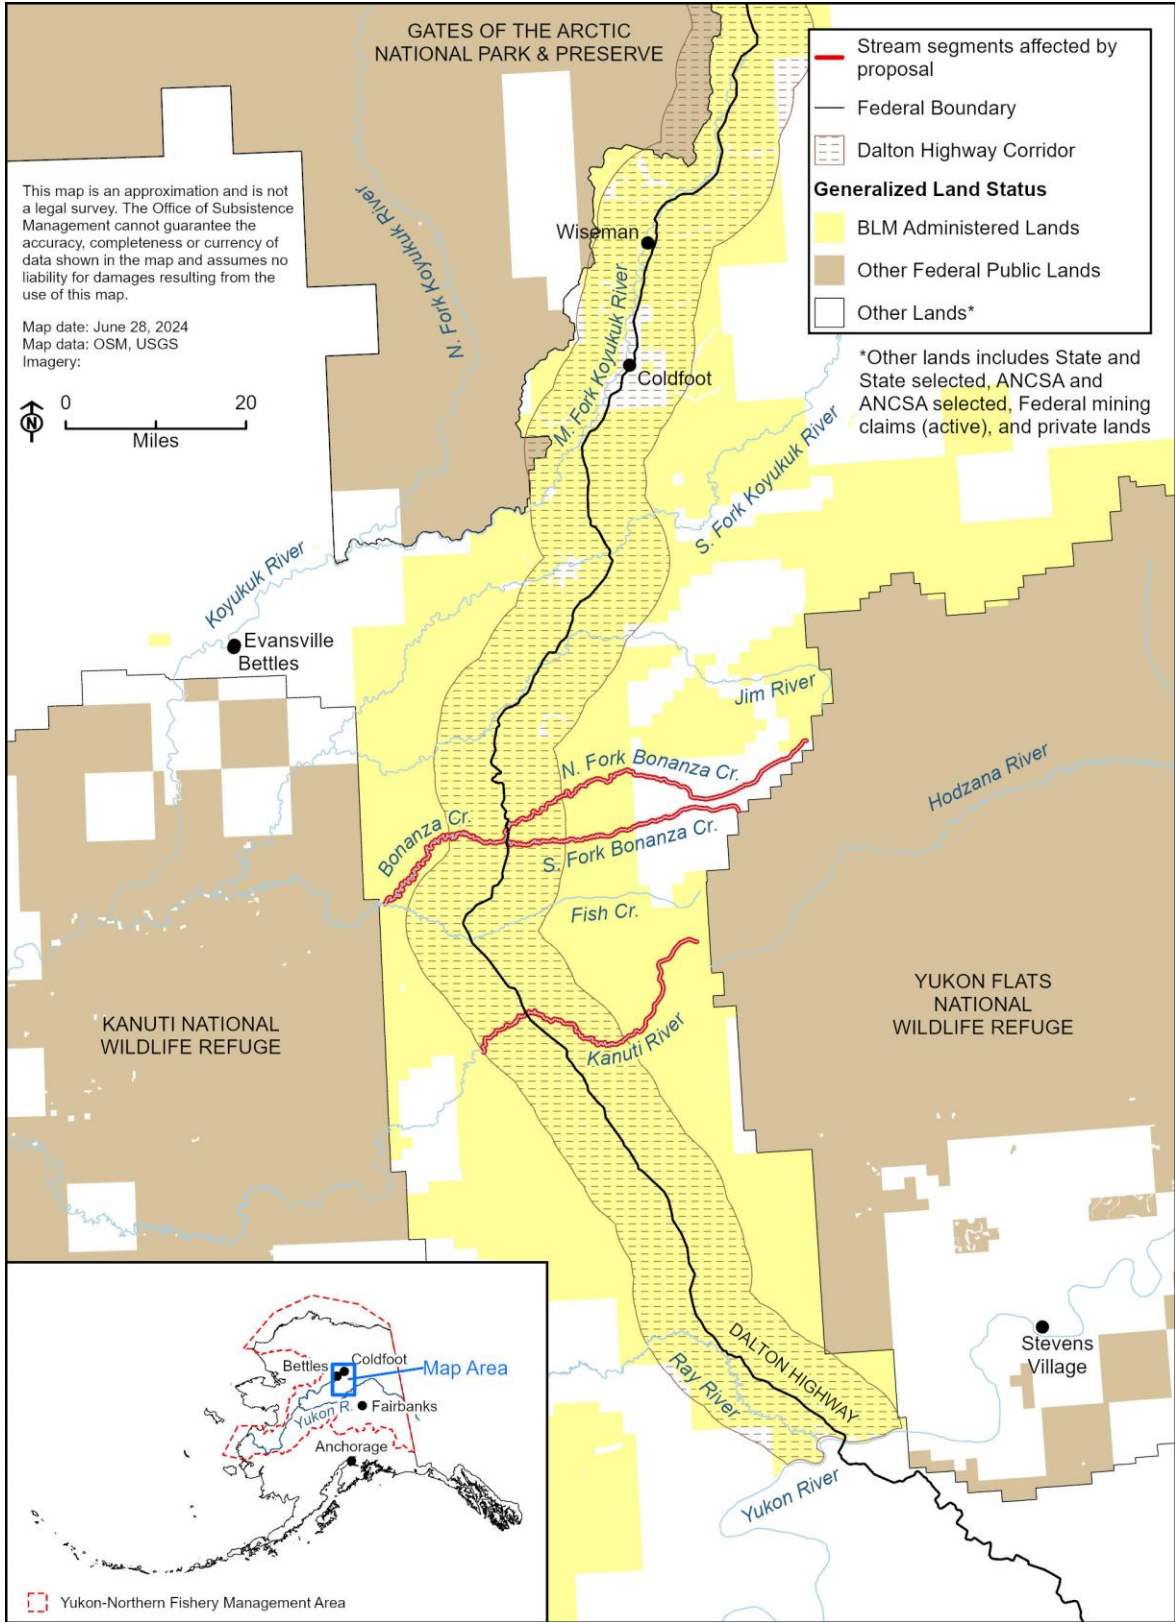 GATES OF THE ARCTIC
NATIONAL PARK & PRESERVE
Stream segments affected by
proposal
Federal Boundary
Dalton Highway Corridor
Generalized Land Status
BLM Administered Lands
Other Federal Public Lands
Other Lands*
*Other lands includes State and
State selected, ANCSA and
ANCSA selected, Federal mining
claims (active), and private lands
This map is an approximation and is not
a legal survey. The Office of Subsistence
Management cannot guarantee the
accuracy, completeness or currency of
data shown in the map and assumes no
liability for damages resulting from the
use of this map.
Map date: June 28, 2024
Map data: OSM, USGS
Imagery:
N
0 20
Miles
N. Fork Koyukuk River
Wiseman
M. Fork Koyukuk River
Coldfoot
S. Fork Koyukuk River
Koyukuk River
Evansville
Bettles
Jim River
N. Fork Bonanza Cr.
Hodzana River
Bonanza Cr.
S. Fork Bonanza Cr.
Fish Cr.
KANUTI NATIONAL
WILDLIFE REFUGE
YUKON FLATS
NATIONAL
WILDLIFE REFUGE
Kanuti River
Stevens
Village
DALTON HIGHWAY
Ray River
Yukon River
Bettles
Coldfoot
Map Area
Yukon R.
Fairbanks
Anchorage
Yukon-Northern Fishery Management Area